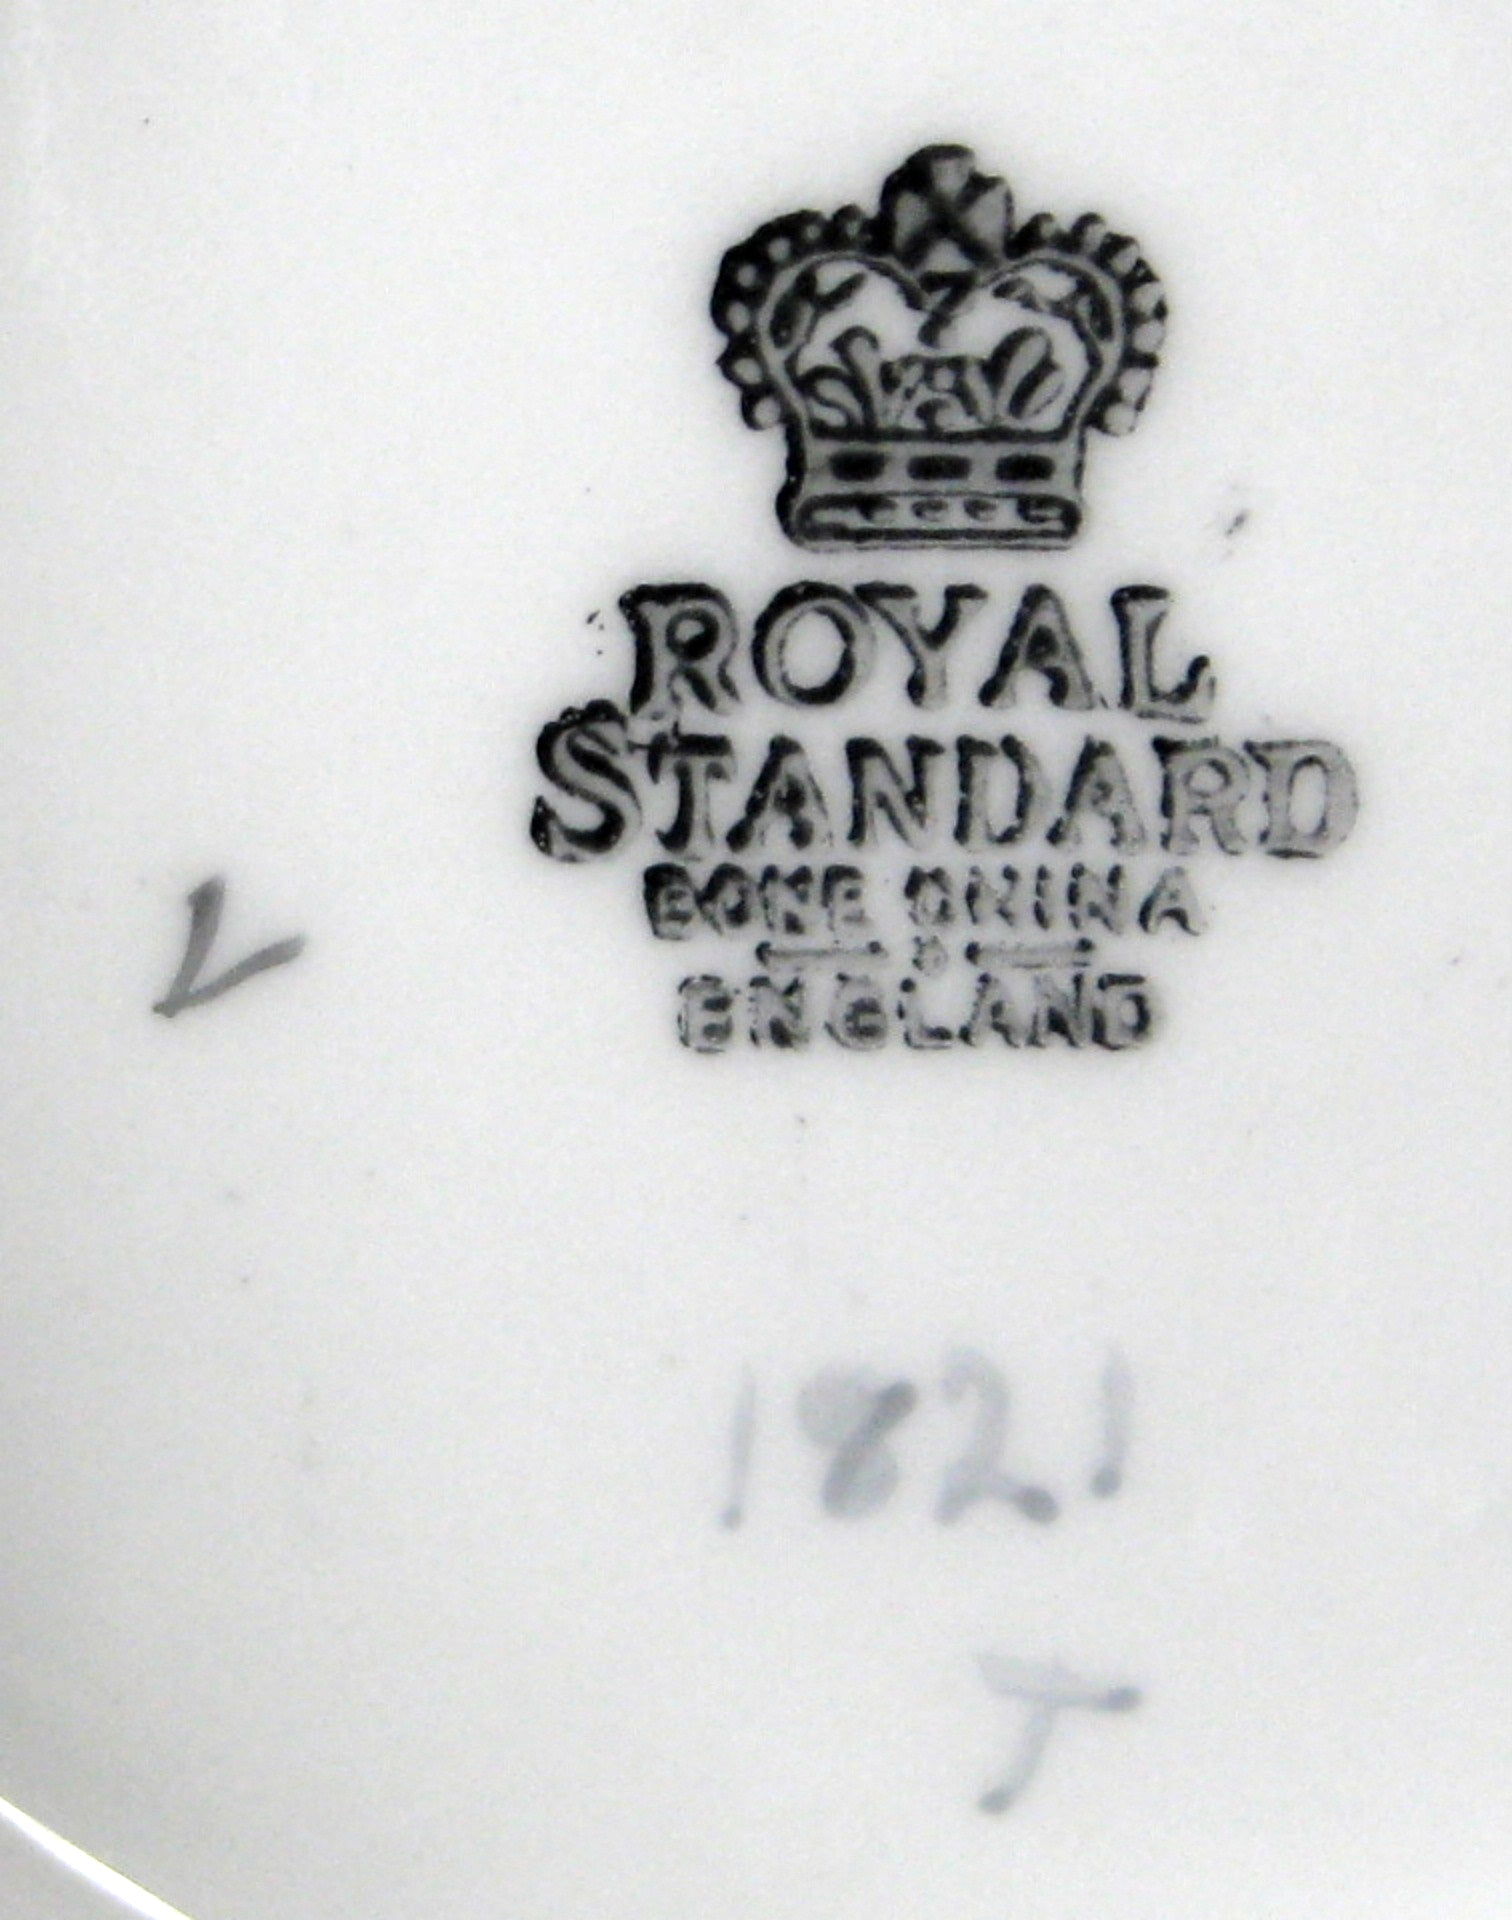 ROYAL
STANDARD
BONE CHINA
ENGLAND
V
1821
T